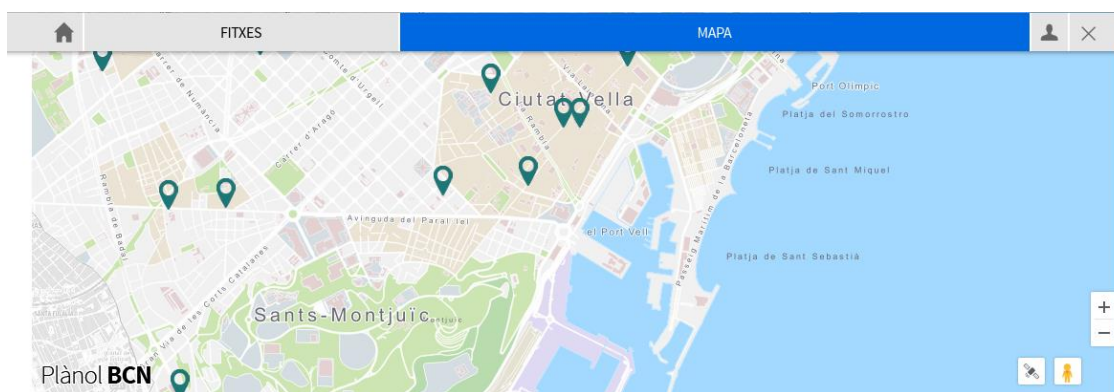 FITXES
MAPA
Carrer de Numància
Comte d'Urgell
Via Laietana
Ciutat Vella
La Rambla
Port Olímpic
Platja del Somorrostro
Carrer d'Aragó
Platja de Sant Miquel
Rambla de Badal
Avinguda del Paral·lel
el Port Vell
Passeig Marítim de la Barceloneta
Platja de Sant Sebastià
Gran Via de les Corts Catalanes
Sants-Montjuïc
+
−
Plànol BCN